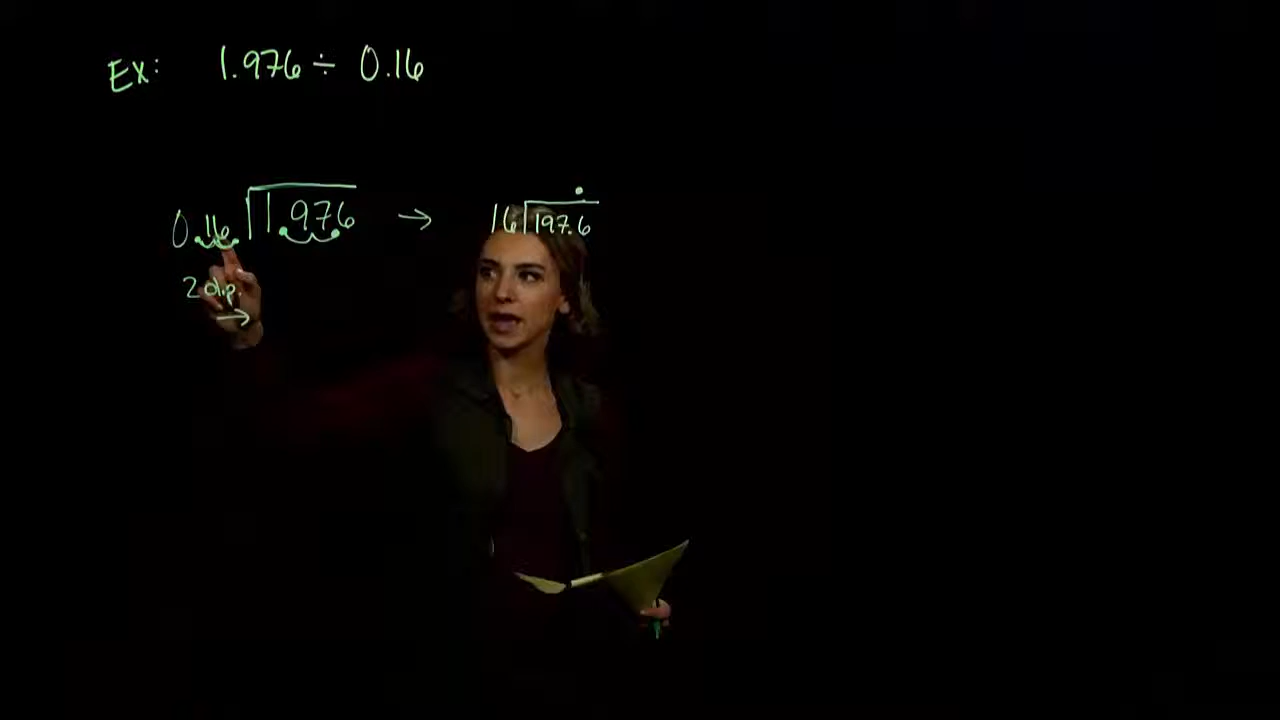 Ex: 1.976 ÷ 0.16
0.16 1.976 → 16 197.6
2 d.p.
→